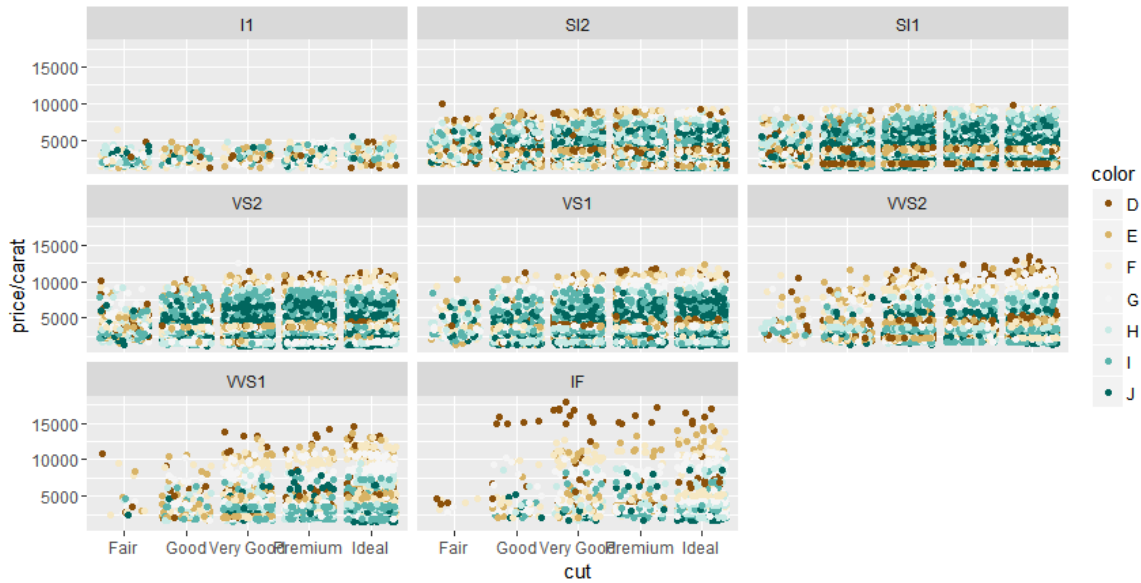 I1 SI2 SI1
15000
10000
5000
VS2 VS1 VVS2
15000
10000
5000
VVS1 IF
15000
10000
5000
Fair Good Very Good Premium Ideal Fair Good Very Good Premium Ideal
cut
price/carat
color
D
E
F
G
H
I
J